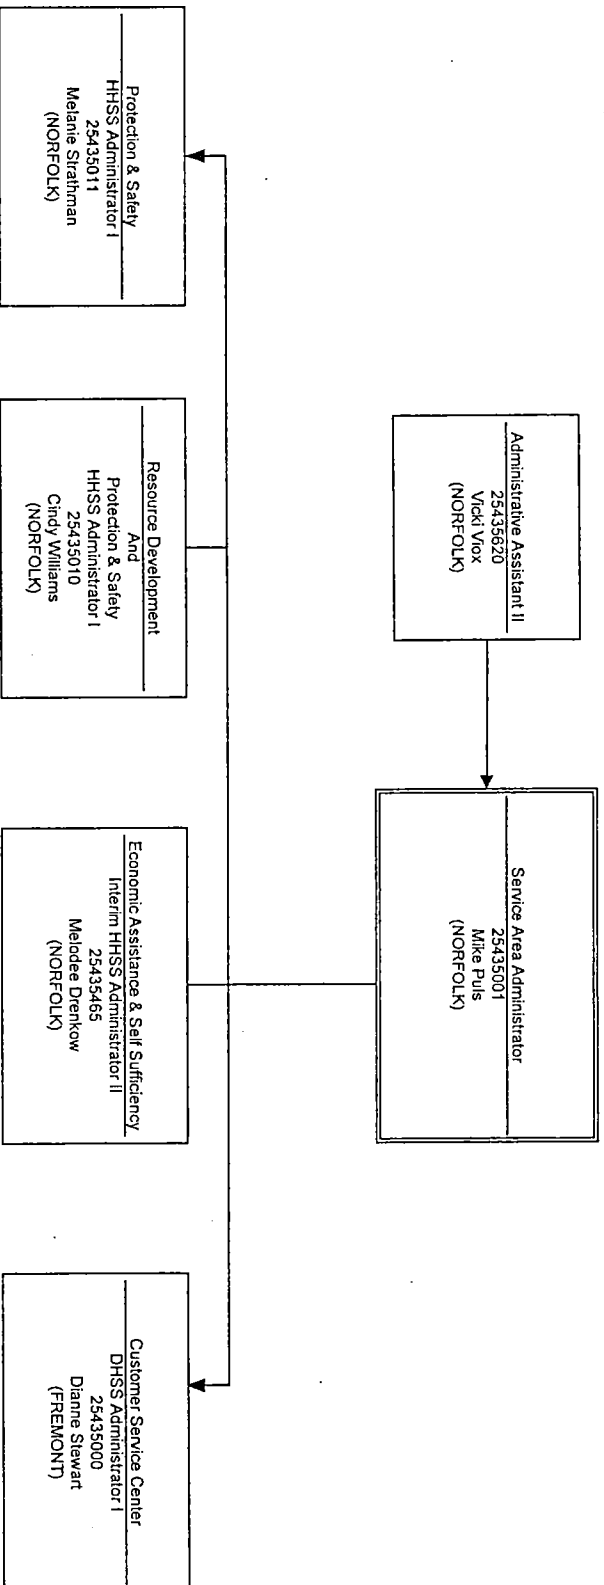 Administrative Assistant II
25435620
Vicki Viox
(NORFOLK)
Service Area Administrator
25435001
Mike Puls
(NORFOLK)
Protection & Safety
HHSS Administrator I
25435011
Melanie Strathman
(NORFOLK)
Resource Development
And
Protection & Safety
HHSS Administrator I
25435010
Cindy Williams
(NORFOLK)
Economic Assistance & Self Sufficiency
Interim HHSS Administrator II
25435465
Melodee Drenkow
(NORFOLK)
Customer Service Center
DHSS Administrator I
25435000
Dianne Stewart
(FREMONT)